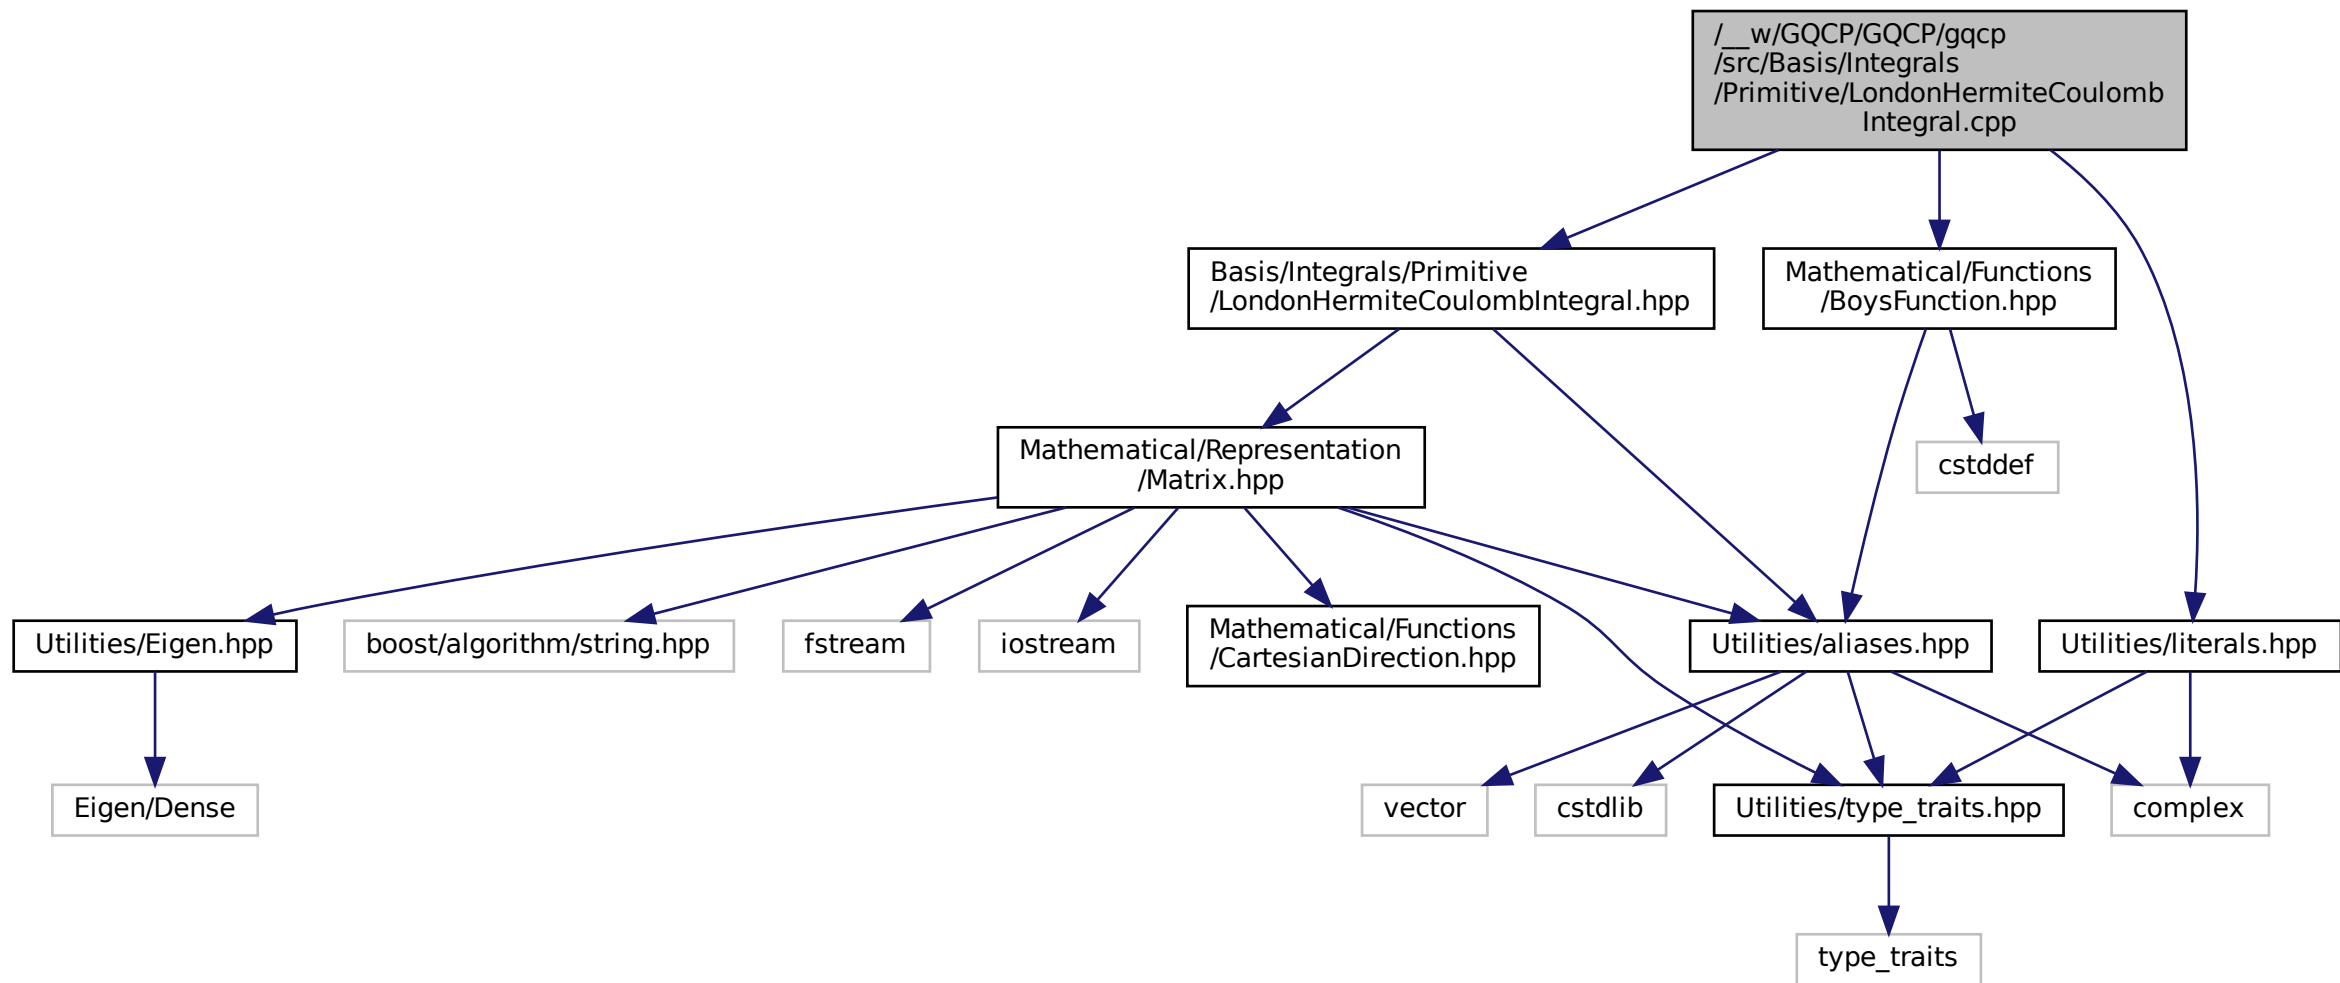 /__w/GQCP/GQCP/gqcp
/src/Basis/Integrals
/Primitive/LondonHermiteCoulomb
Integral.cpp
Basis/Integrals/Primitive
/LondonHermiteCoulombIntegral.hpp
Mathematical/Functions
/BoysFunction.hpp
Mathematical/Representation
/Matrix.hpp
cstddef
Utilities/Eigen.hpp
boost/algorithm/string.hpp
fstream
iostream
Mathematical/Functions
/CartesianDirection.hpp
Utilities/aliases.hpp
Utilities/literals.hpp
Eigen/Dense
vector
cstdlib
Utilities/type_traits.hpp
complex
type_traits